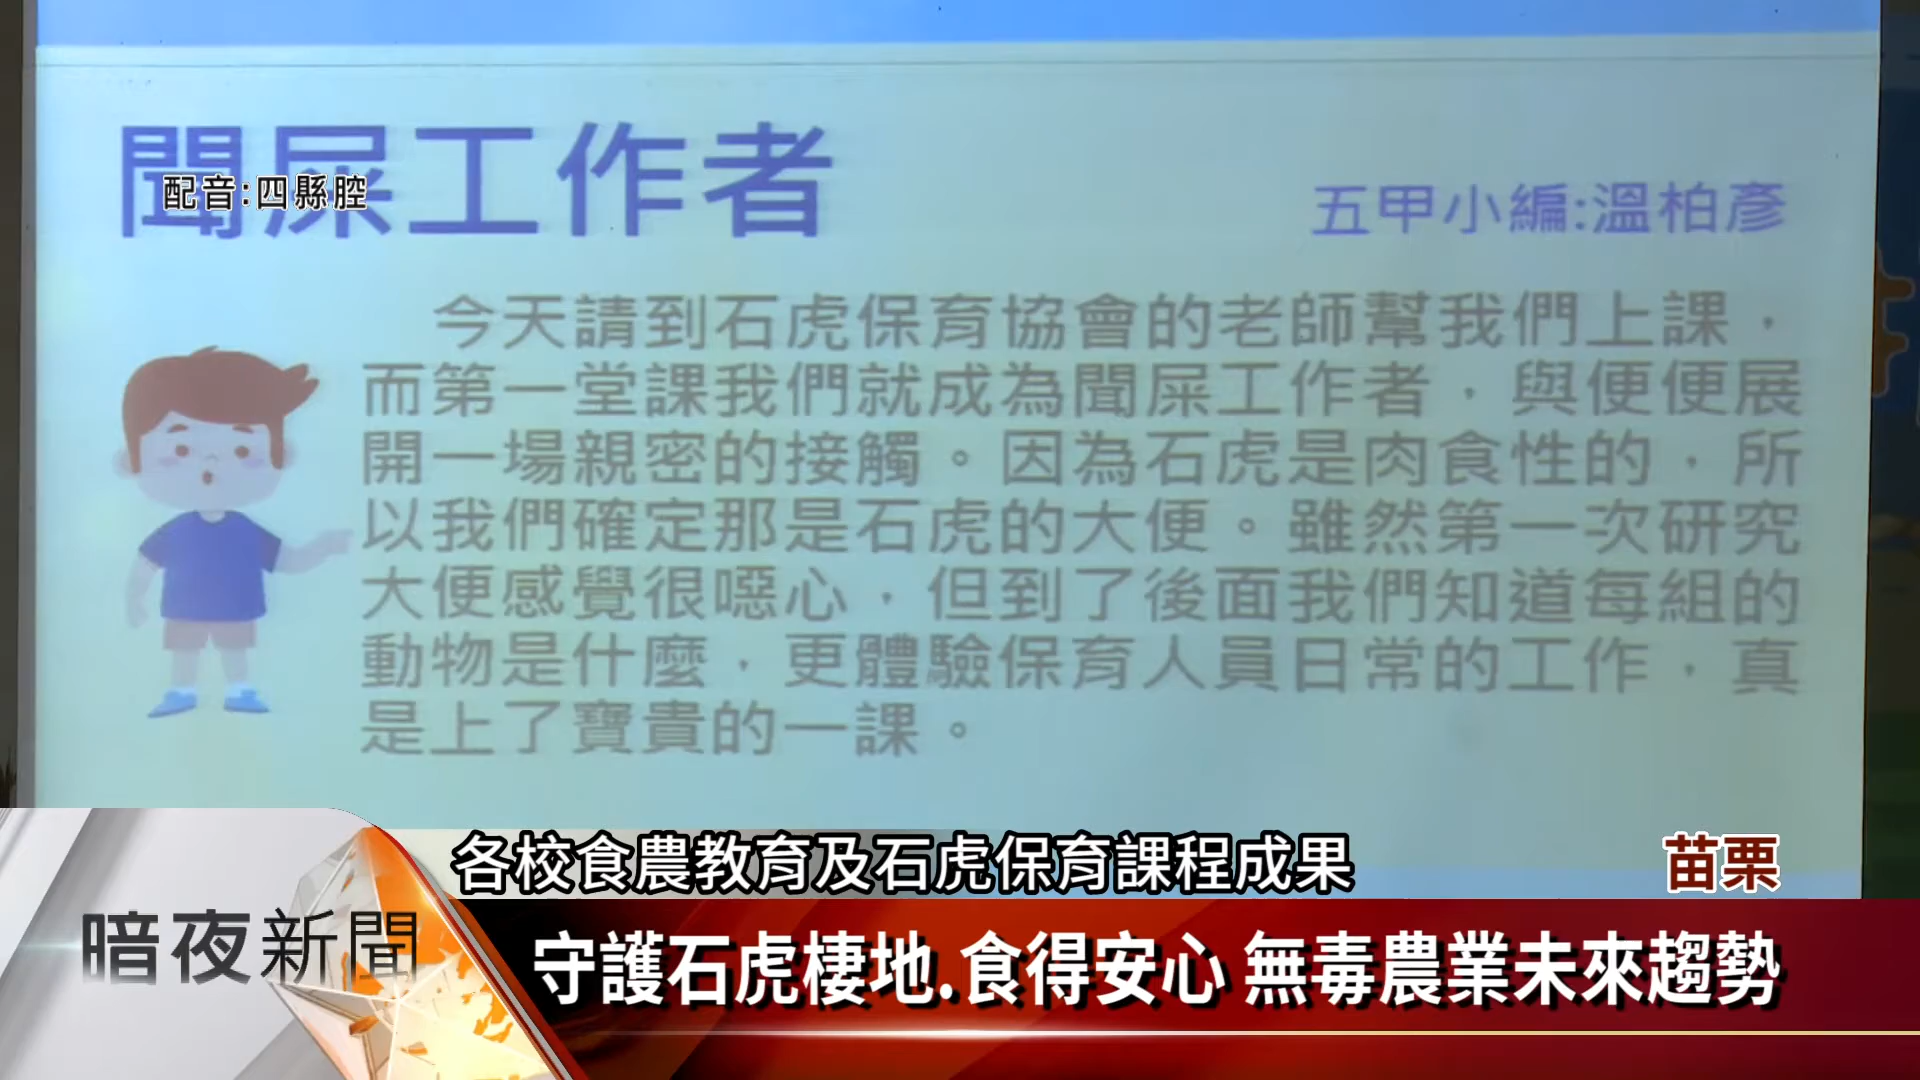 聞屎工作者
配音:四縣腔
五甲小編:溫柏彥
今天請到石虎保育協會的老師幫我們上課，
而第一堂課我們就成為聞屎工作者，與便便展
開一場親密的接觸。因為石虎是肉食性的，所
以我們確定那是石虎的大便。雖然第一次研究
大便感覺很噁心，但到了後面我們知道每組的
動物是什麼，更體驗保育人員日常的工作，真
是上了寶貴的一課。
各校食農教育及石虎保育課程成果
苗栗
暗夜新聞
守護石虎棲地.食得安心 無毒農業未來趨勢